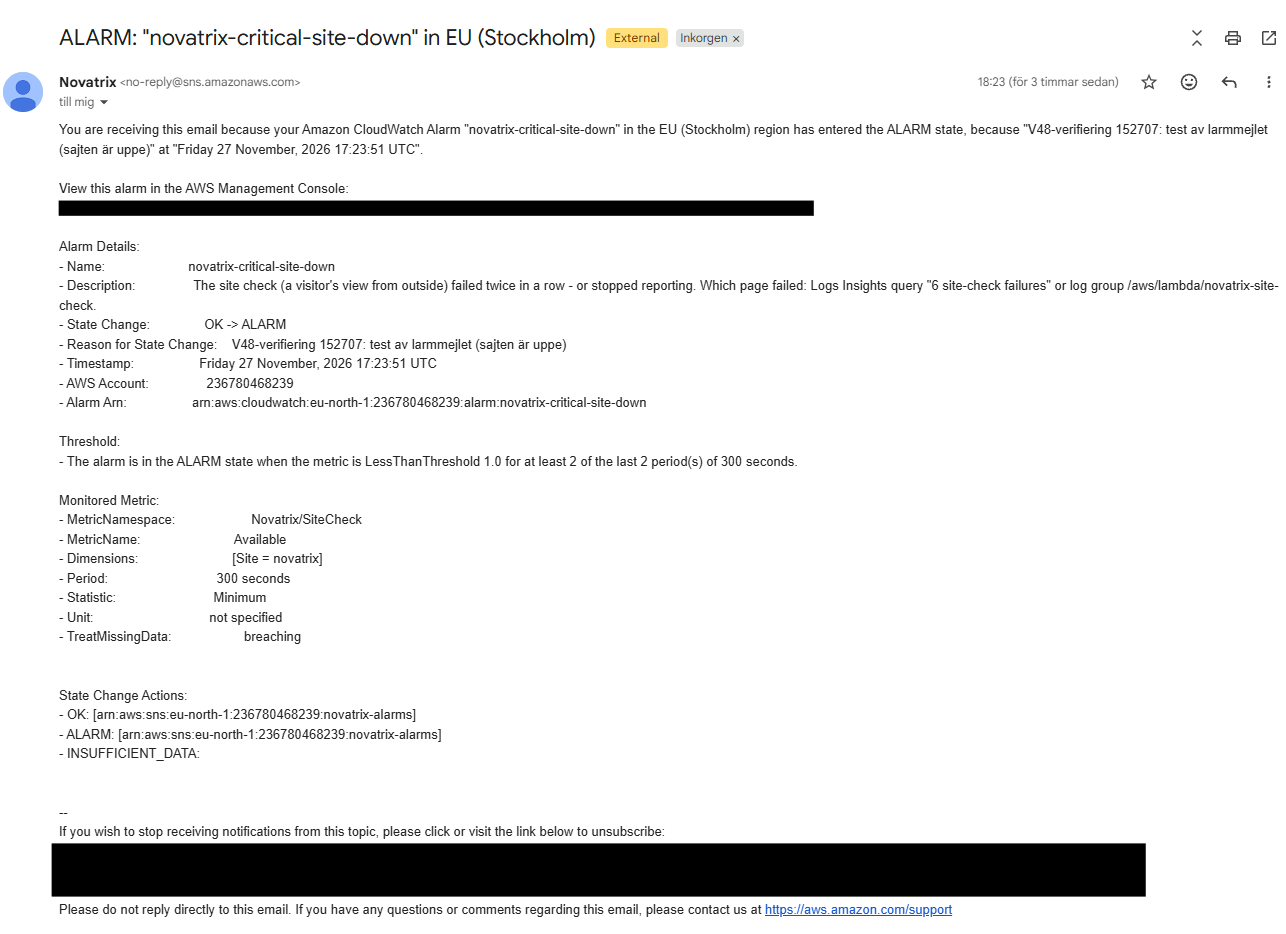 ALARM: "novatrix-critical-site-down" in EU (Stockholm) External Inkorgen ×
Novatrix <no-reply@sns.amazonaws.com> 18:23 (för 3 timmar sedan)
till mig
You are receiving this email because your Amazon CloudWatch Alarm "novatrix-critical-site-down" in the EU (Stockholm) region has entered the ALARM state, because "V48-verifiering 152707: test av larmmejlet
(sajten är uppe)" at "Friday 27 November, 2026 17:23:51 UTC".
View this alarm in the AWS Management Console:
Alarm Details:
- Name: novatrix-critical-site-down
- Description: The site check (a visitor's view from outside) failed twice in a row - or stopped reporting. Which page failed: Logs Insights query "6 site-check failures" or log group /aws/lambda/novatrix-site-
check.
- State Change: OK -> ALARM
- Reason for State Change: V48-verifiering 152707: test av larmmejlet (sajten är uppe)
- Timestamp: Friday 27 November, 2026 17:23:51 UTC
- AWS Account: 236780468239
- Alarm Arn: arn:aws:cloudwatch:eu-north-1:236780468239:alarm:novatrix-critical-site-down
Threshold:
- The alarm is in the ALARM state when the metric is LessThanThreshold 1.0 for at least 2 of the last 2 period(s) of 300 seconds.
Monitored Metric:
- MetricNamespace: Novatrix/SiteCheck
- MetricName: Available
- Dimensions: [Site = novatrix]
- Period: 300 seconds
- Statistic: Minimum
- Unit: not specified
- TreatMissingData: breaching
State Change Actions:
- OK: [arn:aws:sns:eu-north-1:236780468239:novatrix-alarms]
- ALARM: [arn:aws:sns:eu-north-1:236780468239:novatrix-alarms]
- INSUFFICIENT_DATA:
--
If you wish to stop receiving notifications from this topic, please click or visit the link below to unsubscribe:
Please do not reply directly to this email. If you have any questions or comments regarding this email, please contact us at https://aws.amazon.com/support